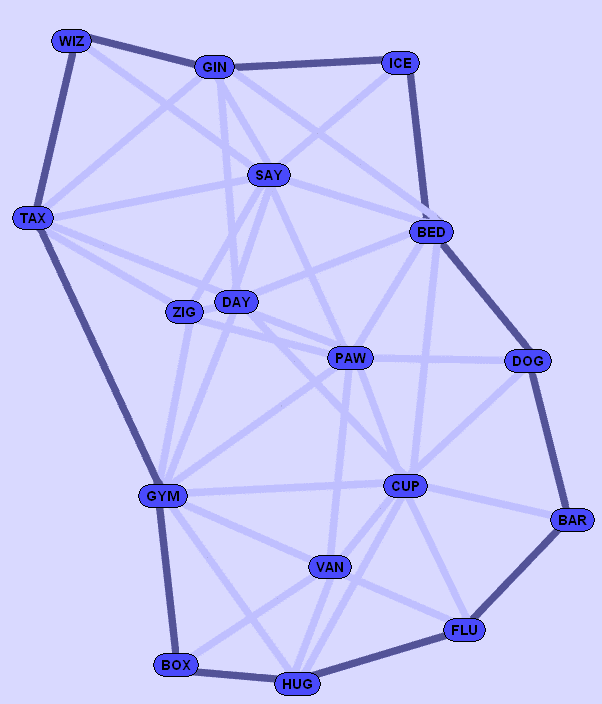 WIZ
GIN
ICE
SAY
TAX
BED
DAY
ZIG
PAW
DOG
CUP
GYM
BAR
VAN
FLU
BOX
HUG